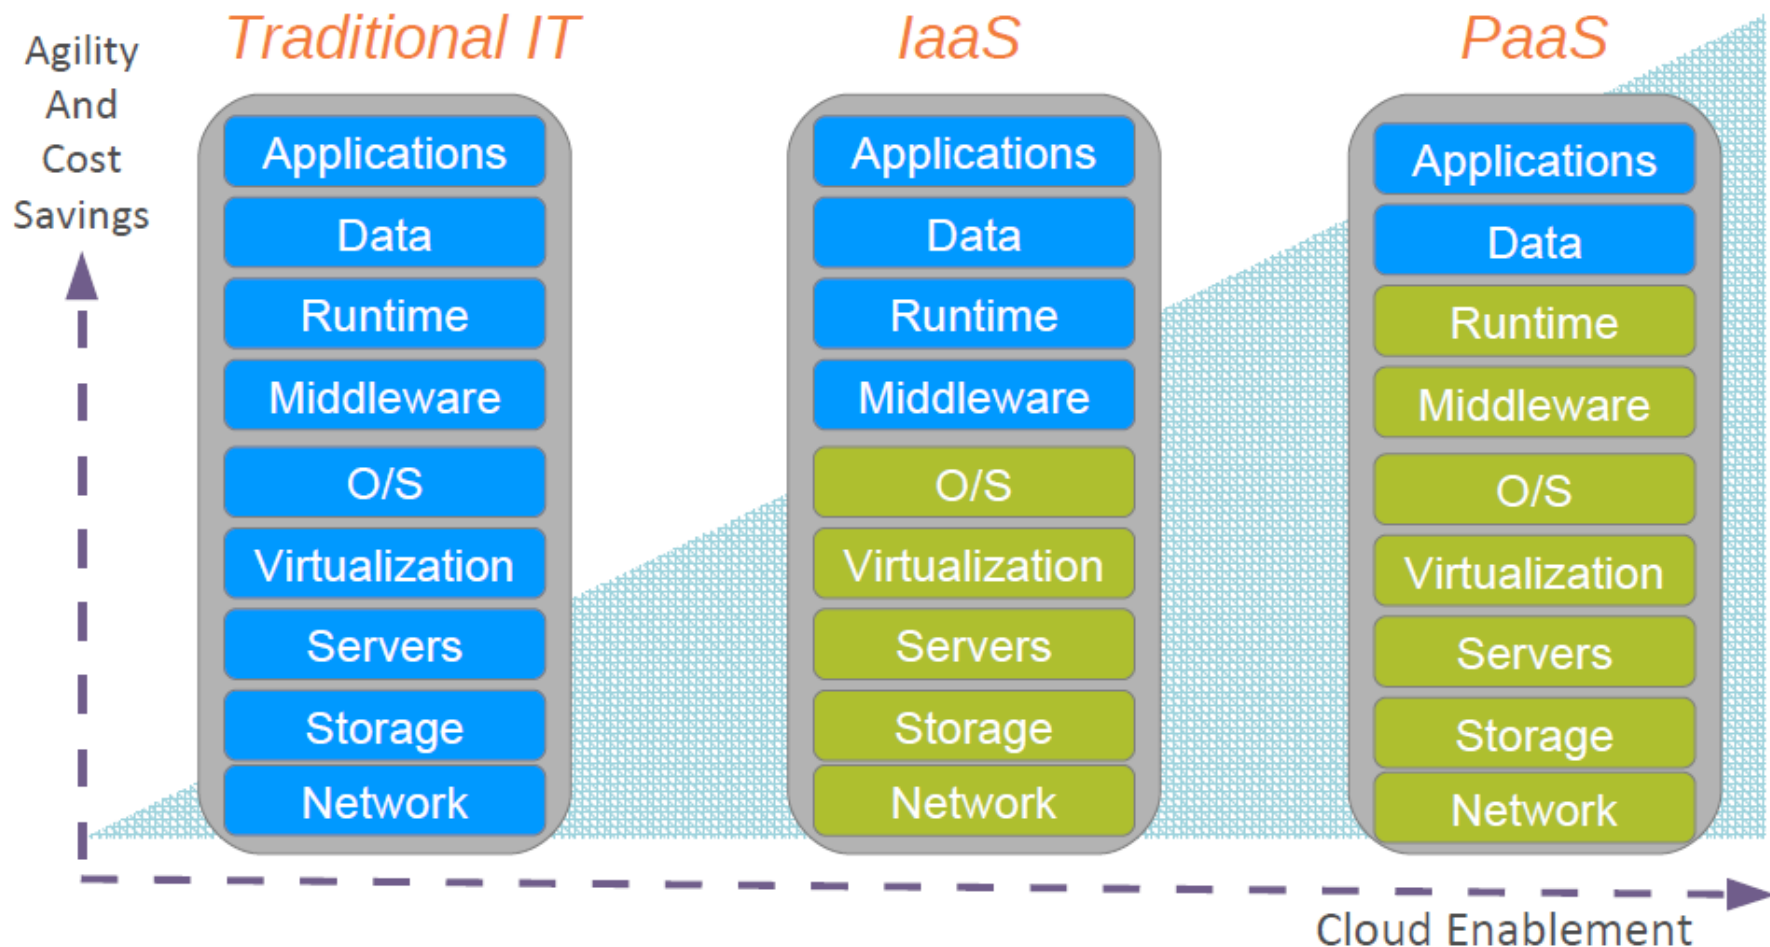 Agility
And
Cost
Savings
Traditional IT
Applications
Data
Runtime
Middleware
O/S
Virtualization
Servers
Storage
Network
IaaS
Applications
Data
Runtime
Middleware
O/S
Virtualization
Servers
Storage
Network
PaaS
Applications
Data
Runtime
Middleware
O/S
Virtualization
Servers
Storage
Network
Cloud Enablement